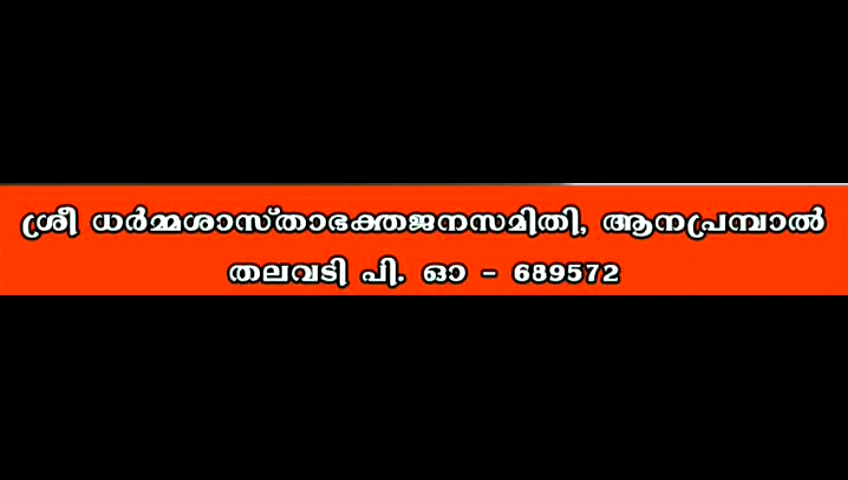 ശ്രീ ധർമ്മശാസ്താഭക്തജനസമിതി, ആനപ്രമ്പാൽ
തലവടി പി. ഓ - 689572